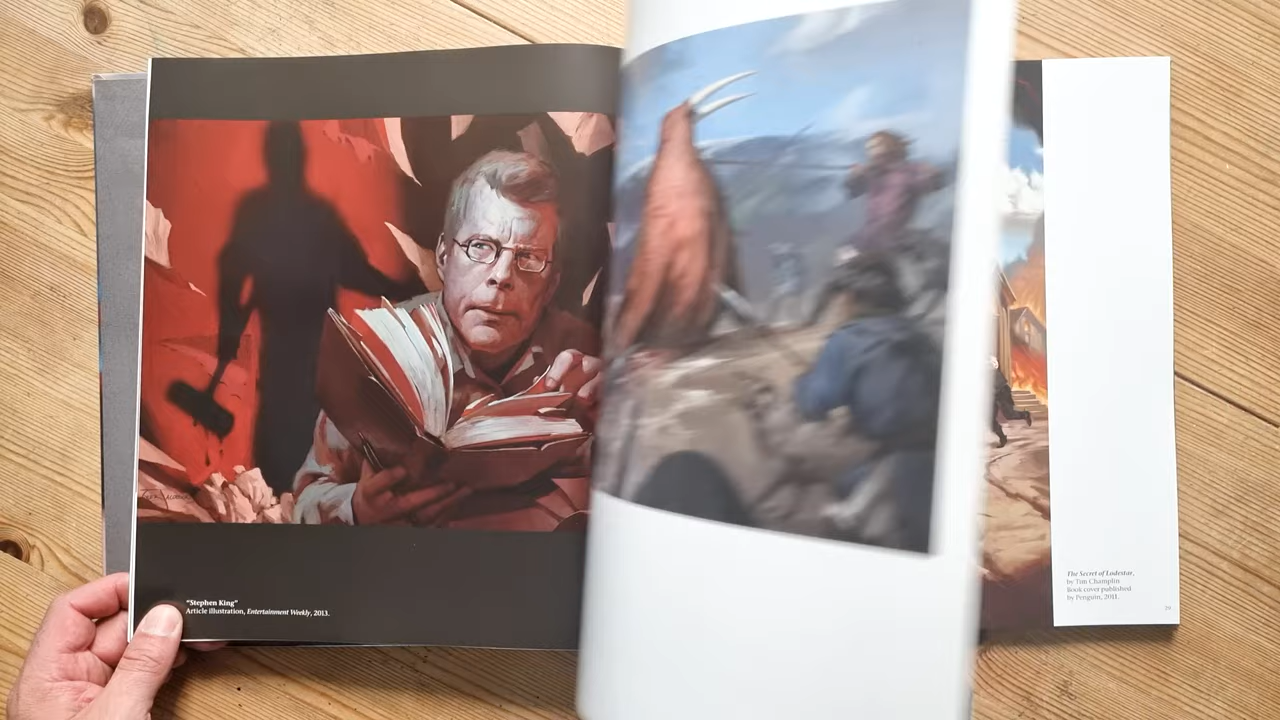 "Stephen King"
Article illustration, Entertainment Weekly, 2013.
The Secret of Lodestar,
by Tim Champlin
Book cover published
by Penguin, 2011.